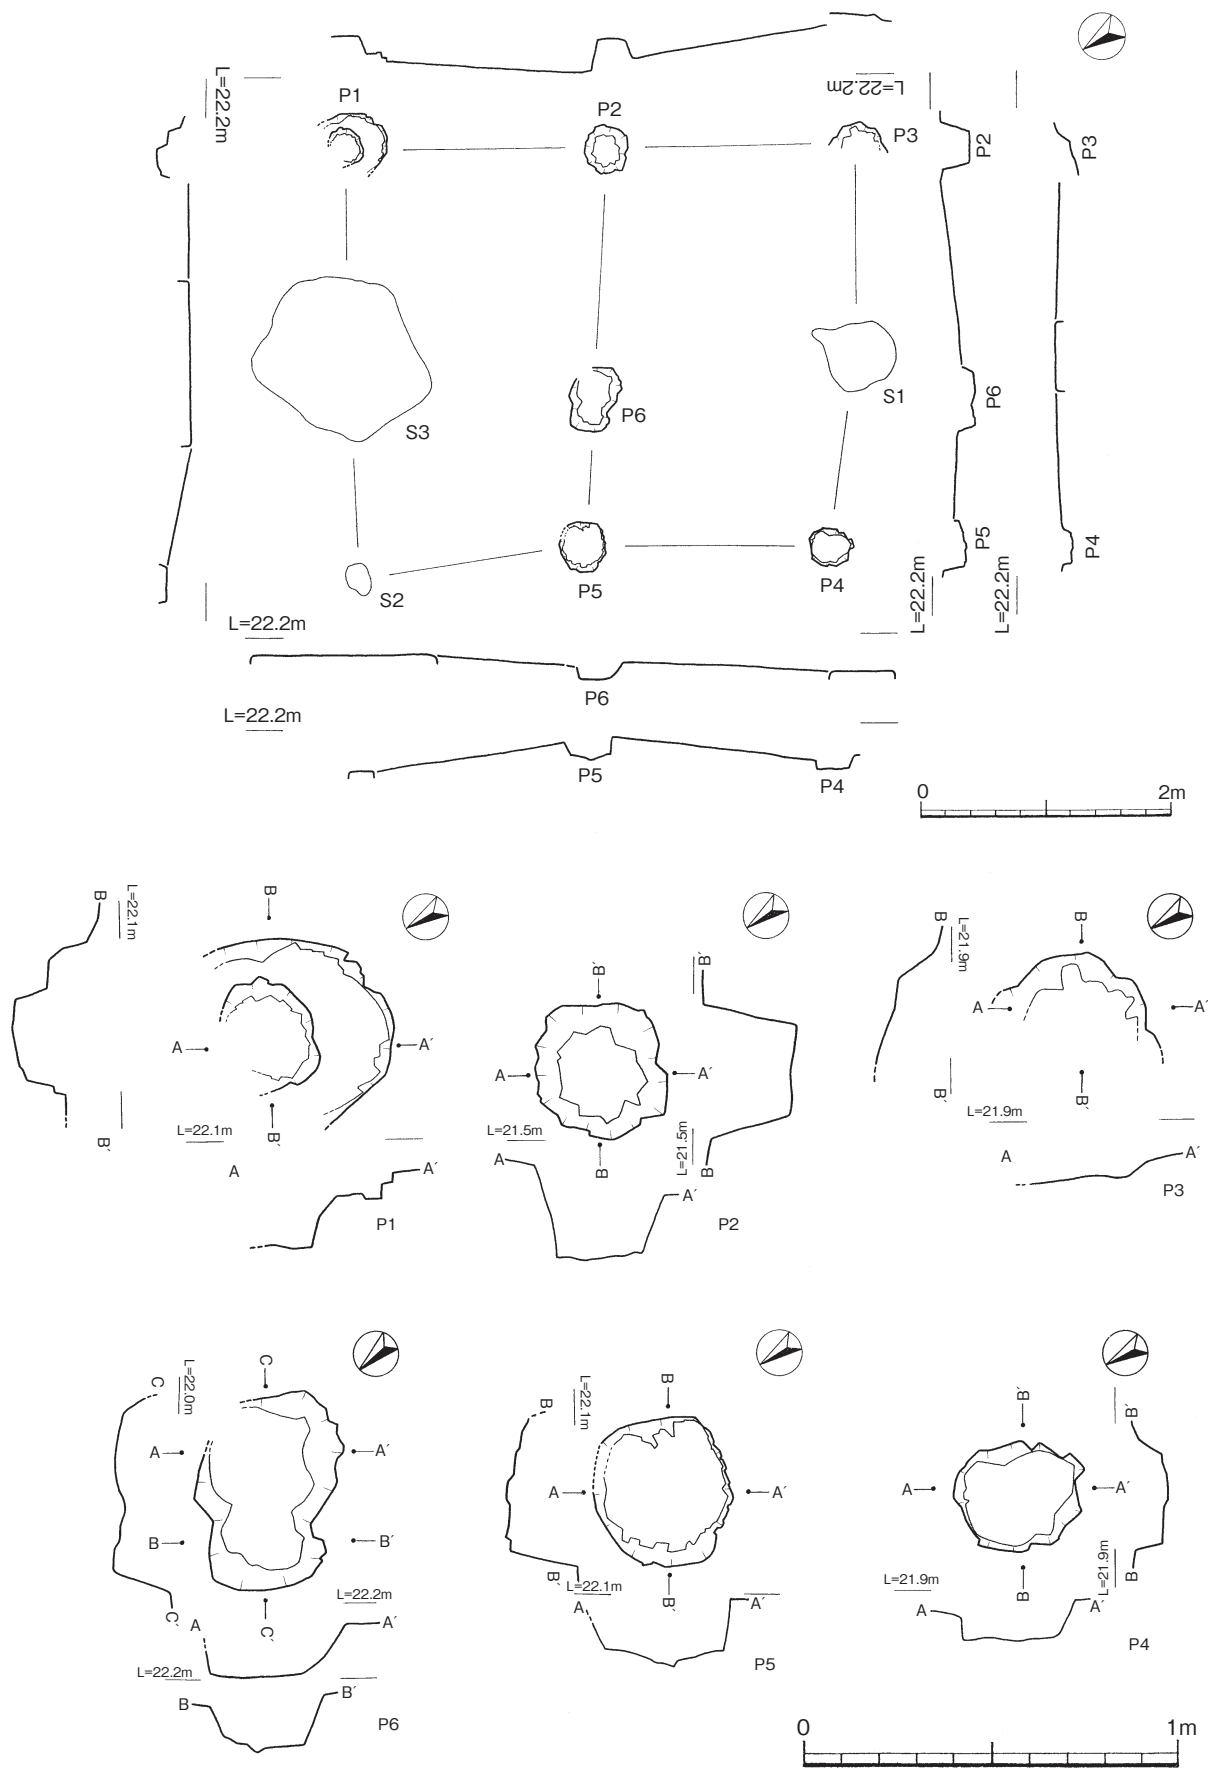 L=22.2m
L=22.2m
P1
P2
P3
P2
P3
S3
P6
S1
P6
S2
P5
P4
P5
P4
L=22.2m
L=22.2m
L=22.2m
P6
L=22.2m
P5
P4
0 2m
B
L=22.1m
B
A
A´
L=22.1m
B´
B´
A
A´
P1
B´
B´
A
A´
L=21.5m
B
L=21.5m
B
A
A´
P2
B
L=21.9m
B
A
A´
B´
B´
L=21.9m
A
A´
P3
C
L=22.0m
C
A
A´
B
B´
L=22.2m
C´
C´
A
A´
L=22.2m
B
B´
P6
B
L=22.1m
B
A
A´
B´
L=22.1m
B´
A
A´
P5
B´
B´
A
A´
L=21.9m
B
L=21.9m
B
A
A´
P4
0 1m